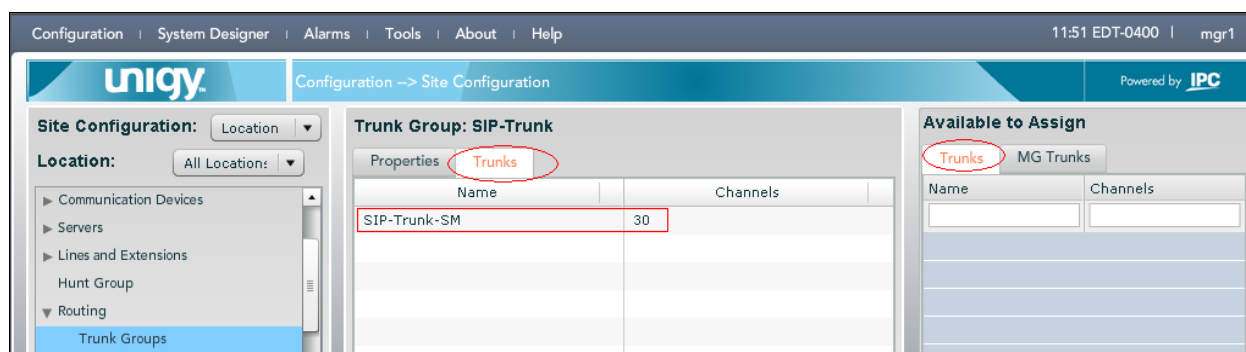 Configuration | System Designer | Alarms | Tools | About | Help 11:51 EDT-0400 | mgr1
unigy. Configuration --> Site Configuration Powered by IPC
Site Configuration: Location
Trunk Group: SIP-Trunk
Available to Assign
Location: All Locations
Properties Trunks
Trunks MG Trunks
Name Channels
Name Channels
Communication Devices
SIP-Trunk-SM 30
Servers
Lines and Extensions
Hunt Group
Routing
Trunk Groups